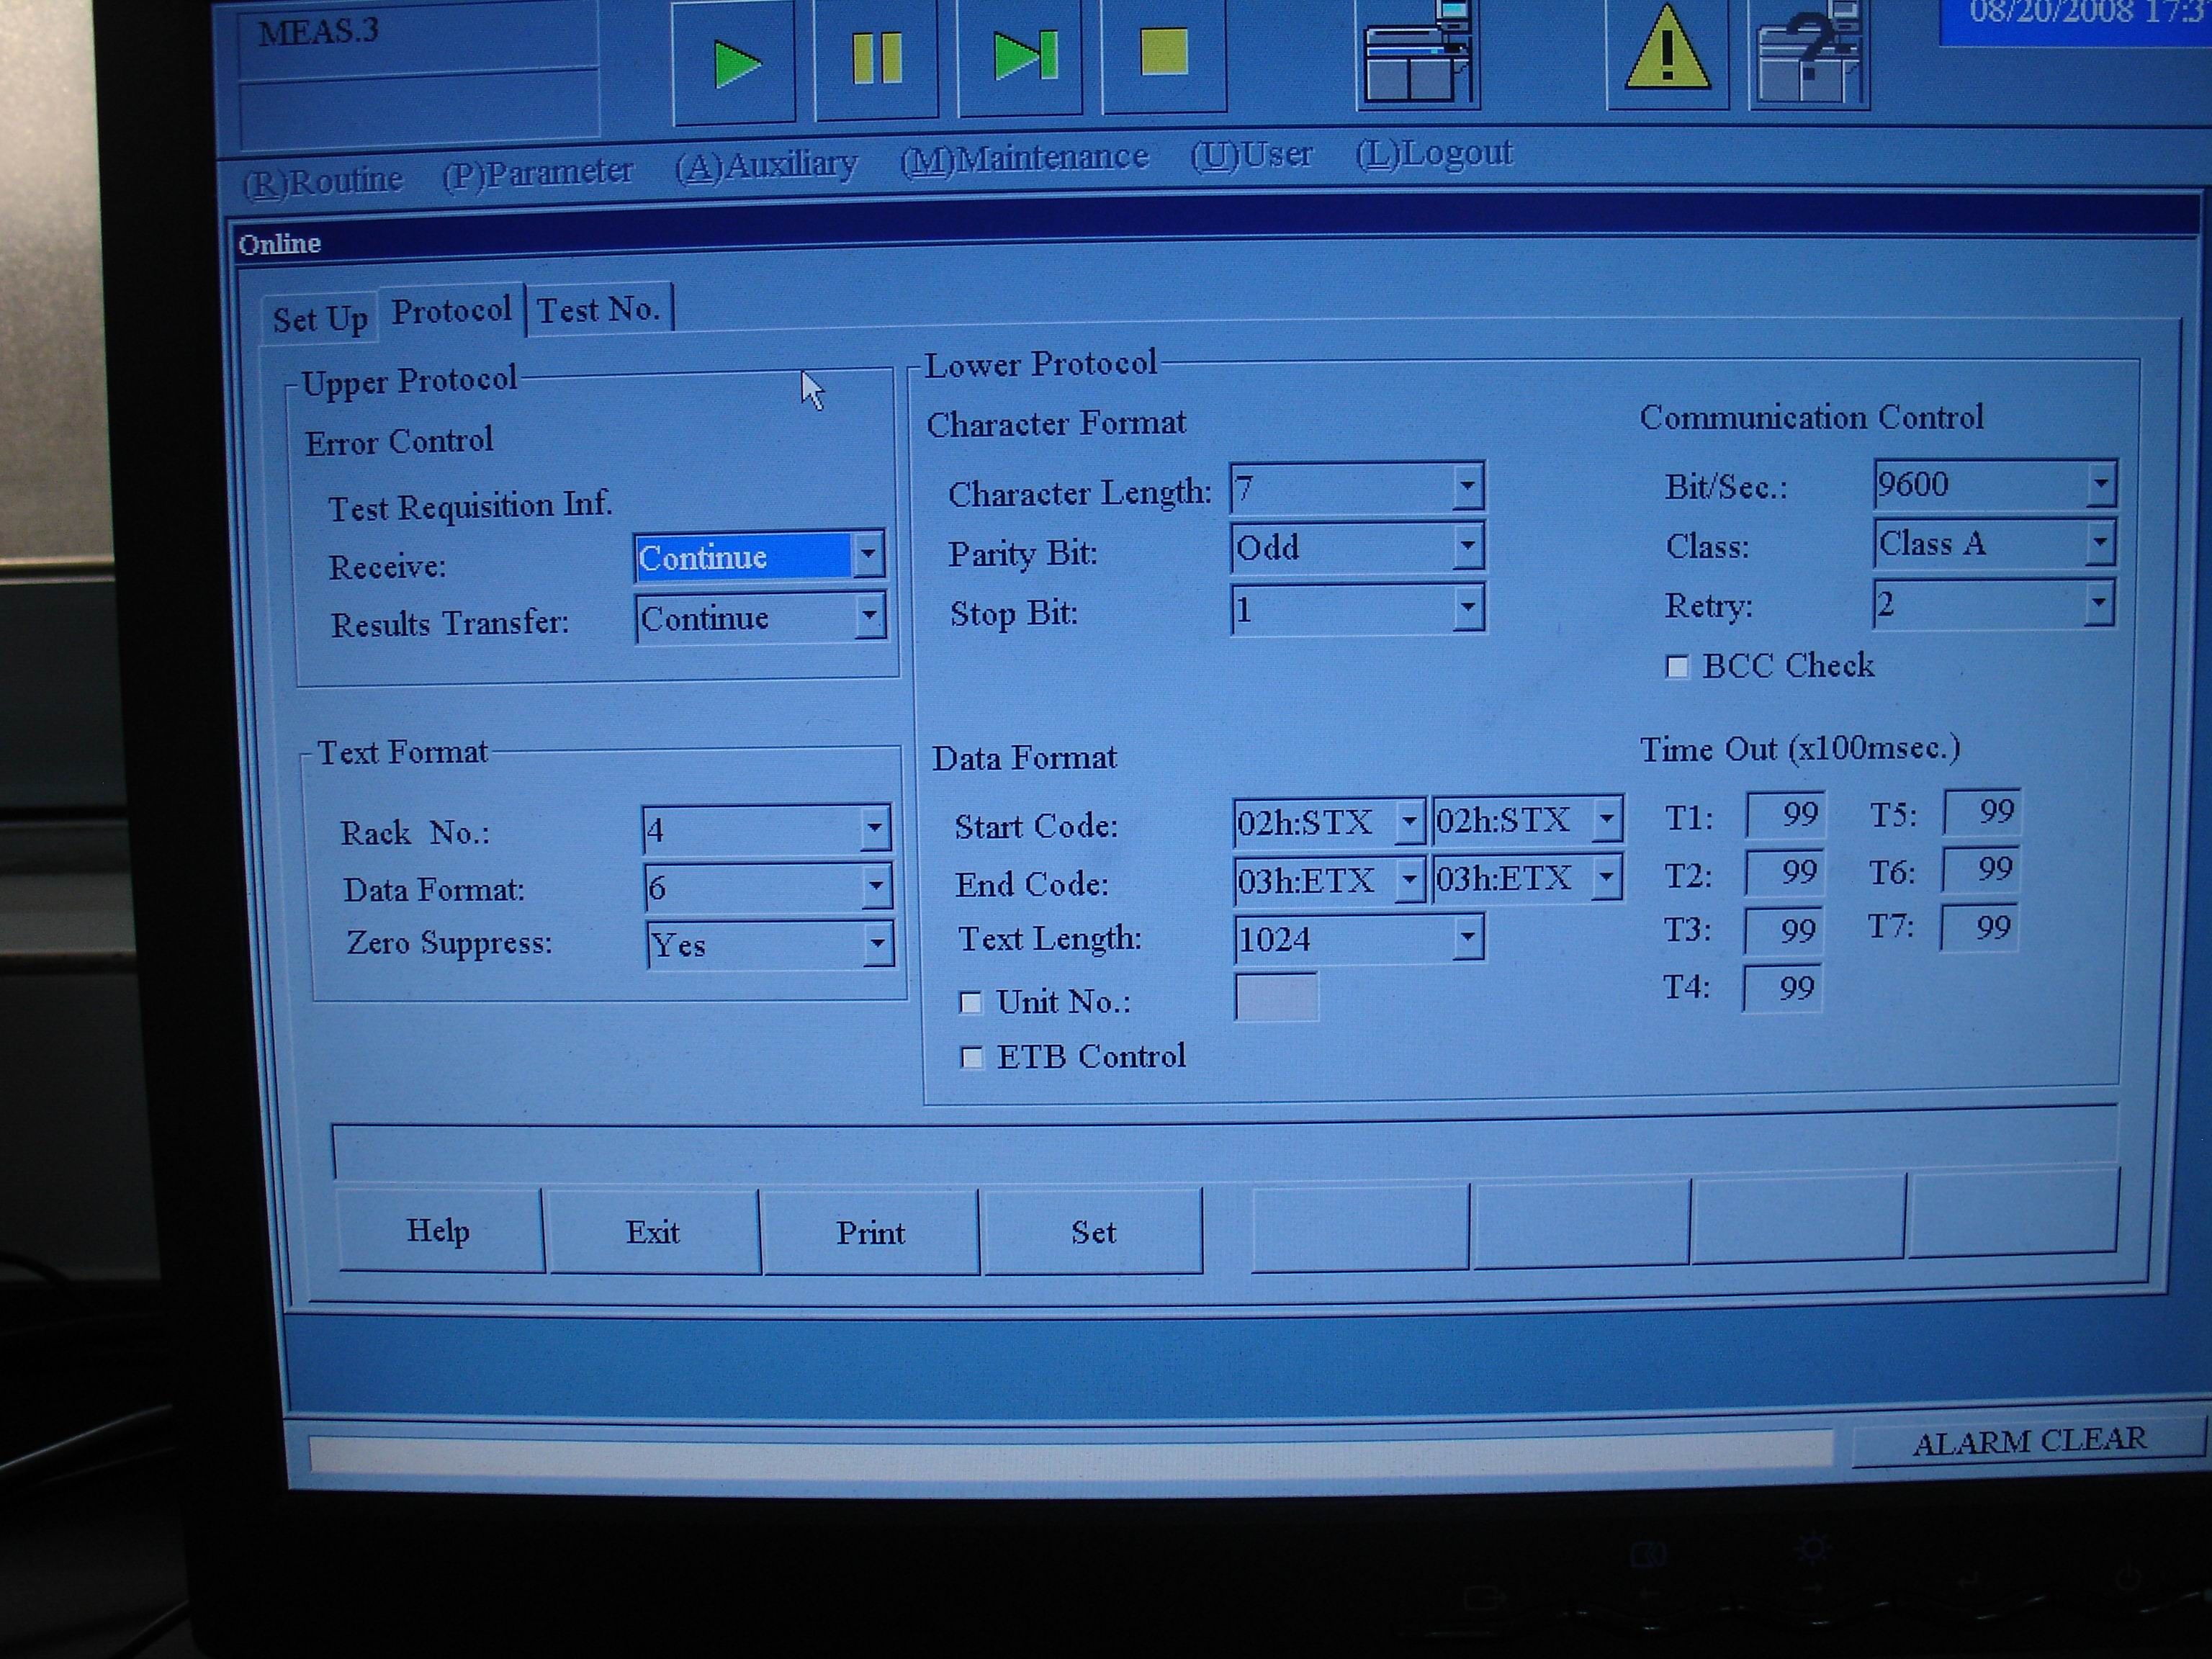 MEAS.3
08/20/2008 17:3
(R)Routine (P)Parameter (A)Auxiliary (M)Maintenance (U)User (L)Logout
Online
Set Up Protocol Test No.
Upper Protocol
Error Control
Test Requisition Inf.
Receive: Continue
Results Transfer: Continue
Text Format
Rack No.: 4
Data Format: 6
Zero Suppress: Yes
Lower Protocol
Character Format
Character Length: 7
Parity Bit: Odd
Stop Bit: 1
Communication Control
Bit/Sec.: 9600
Class: Class A
Retry: 2
BCC Check
Data Format
Start Code: 02h:STX 02h:STX
End Code: 03h:ETX 03h:ETX
Text Length: 1024
Unit No.:
ETB Control
Time Out (x100msec.)
T1: 99 T5: 99
T2: 99 T6: 99
T3: 99 T7: 99
T4: 99
Help Exit Print Set
ALARM CLEAR